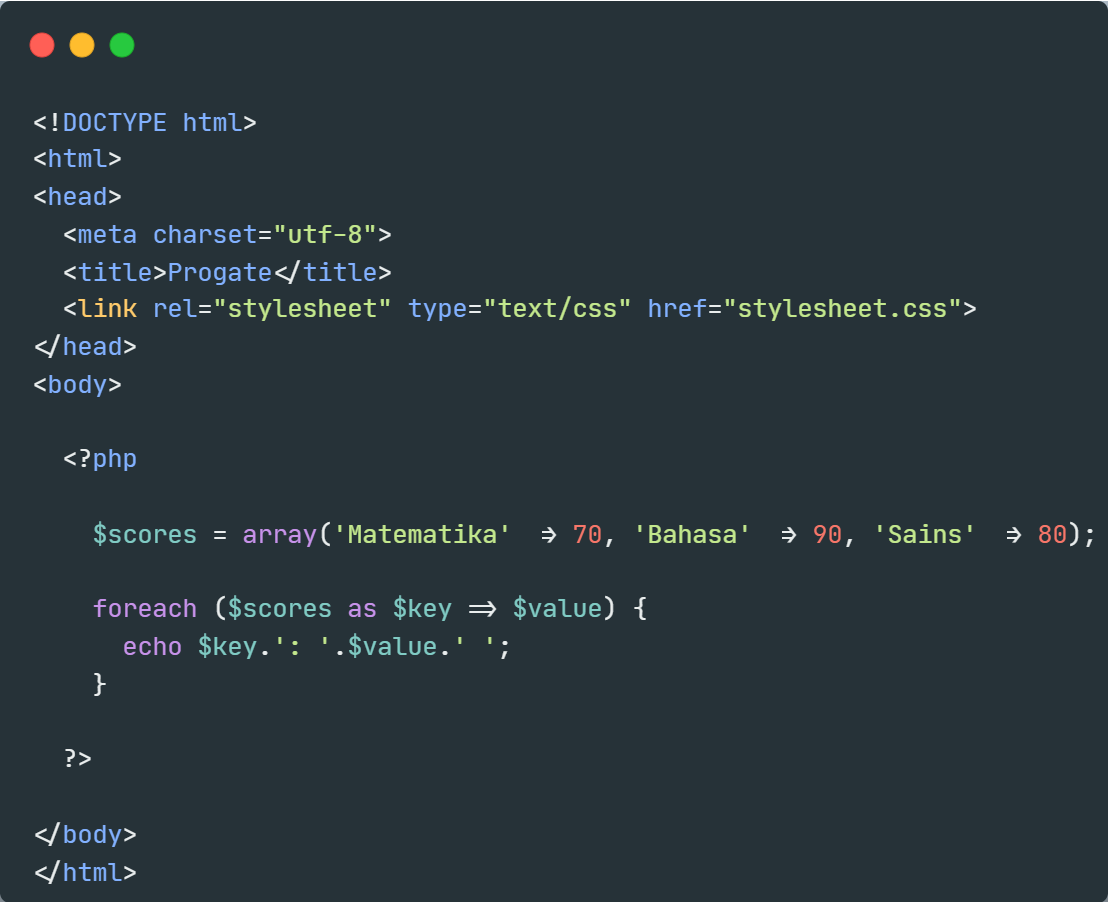 <!DOCTYPE html>
<html>
<head>
  <meta charset="utf-8">
  <title>Progate</title>
  <link rel="stylesheet" type="text/css" href="stylesheet.css">
</head>
<body>
  <?php
    $scores = array('Matematika'  => 70, 'Bahasa'  => 90, 'Sains'  => 80);
    foreach ($scores as $key => $value) {
      echo $key.': '.$value.' ';
    }
  ?>
</body>
</html>